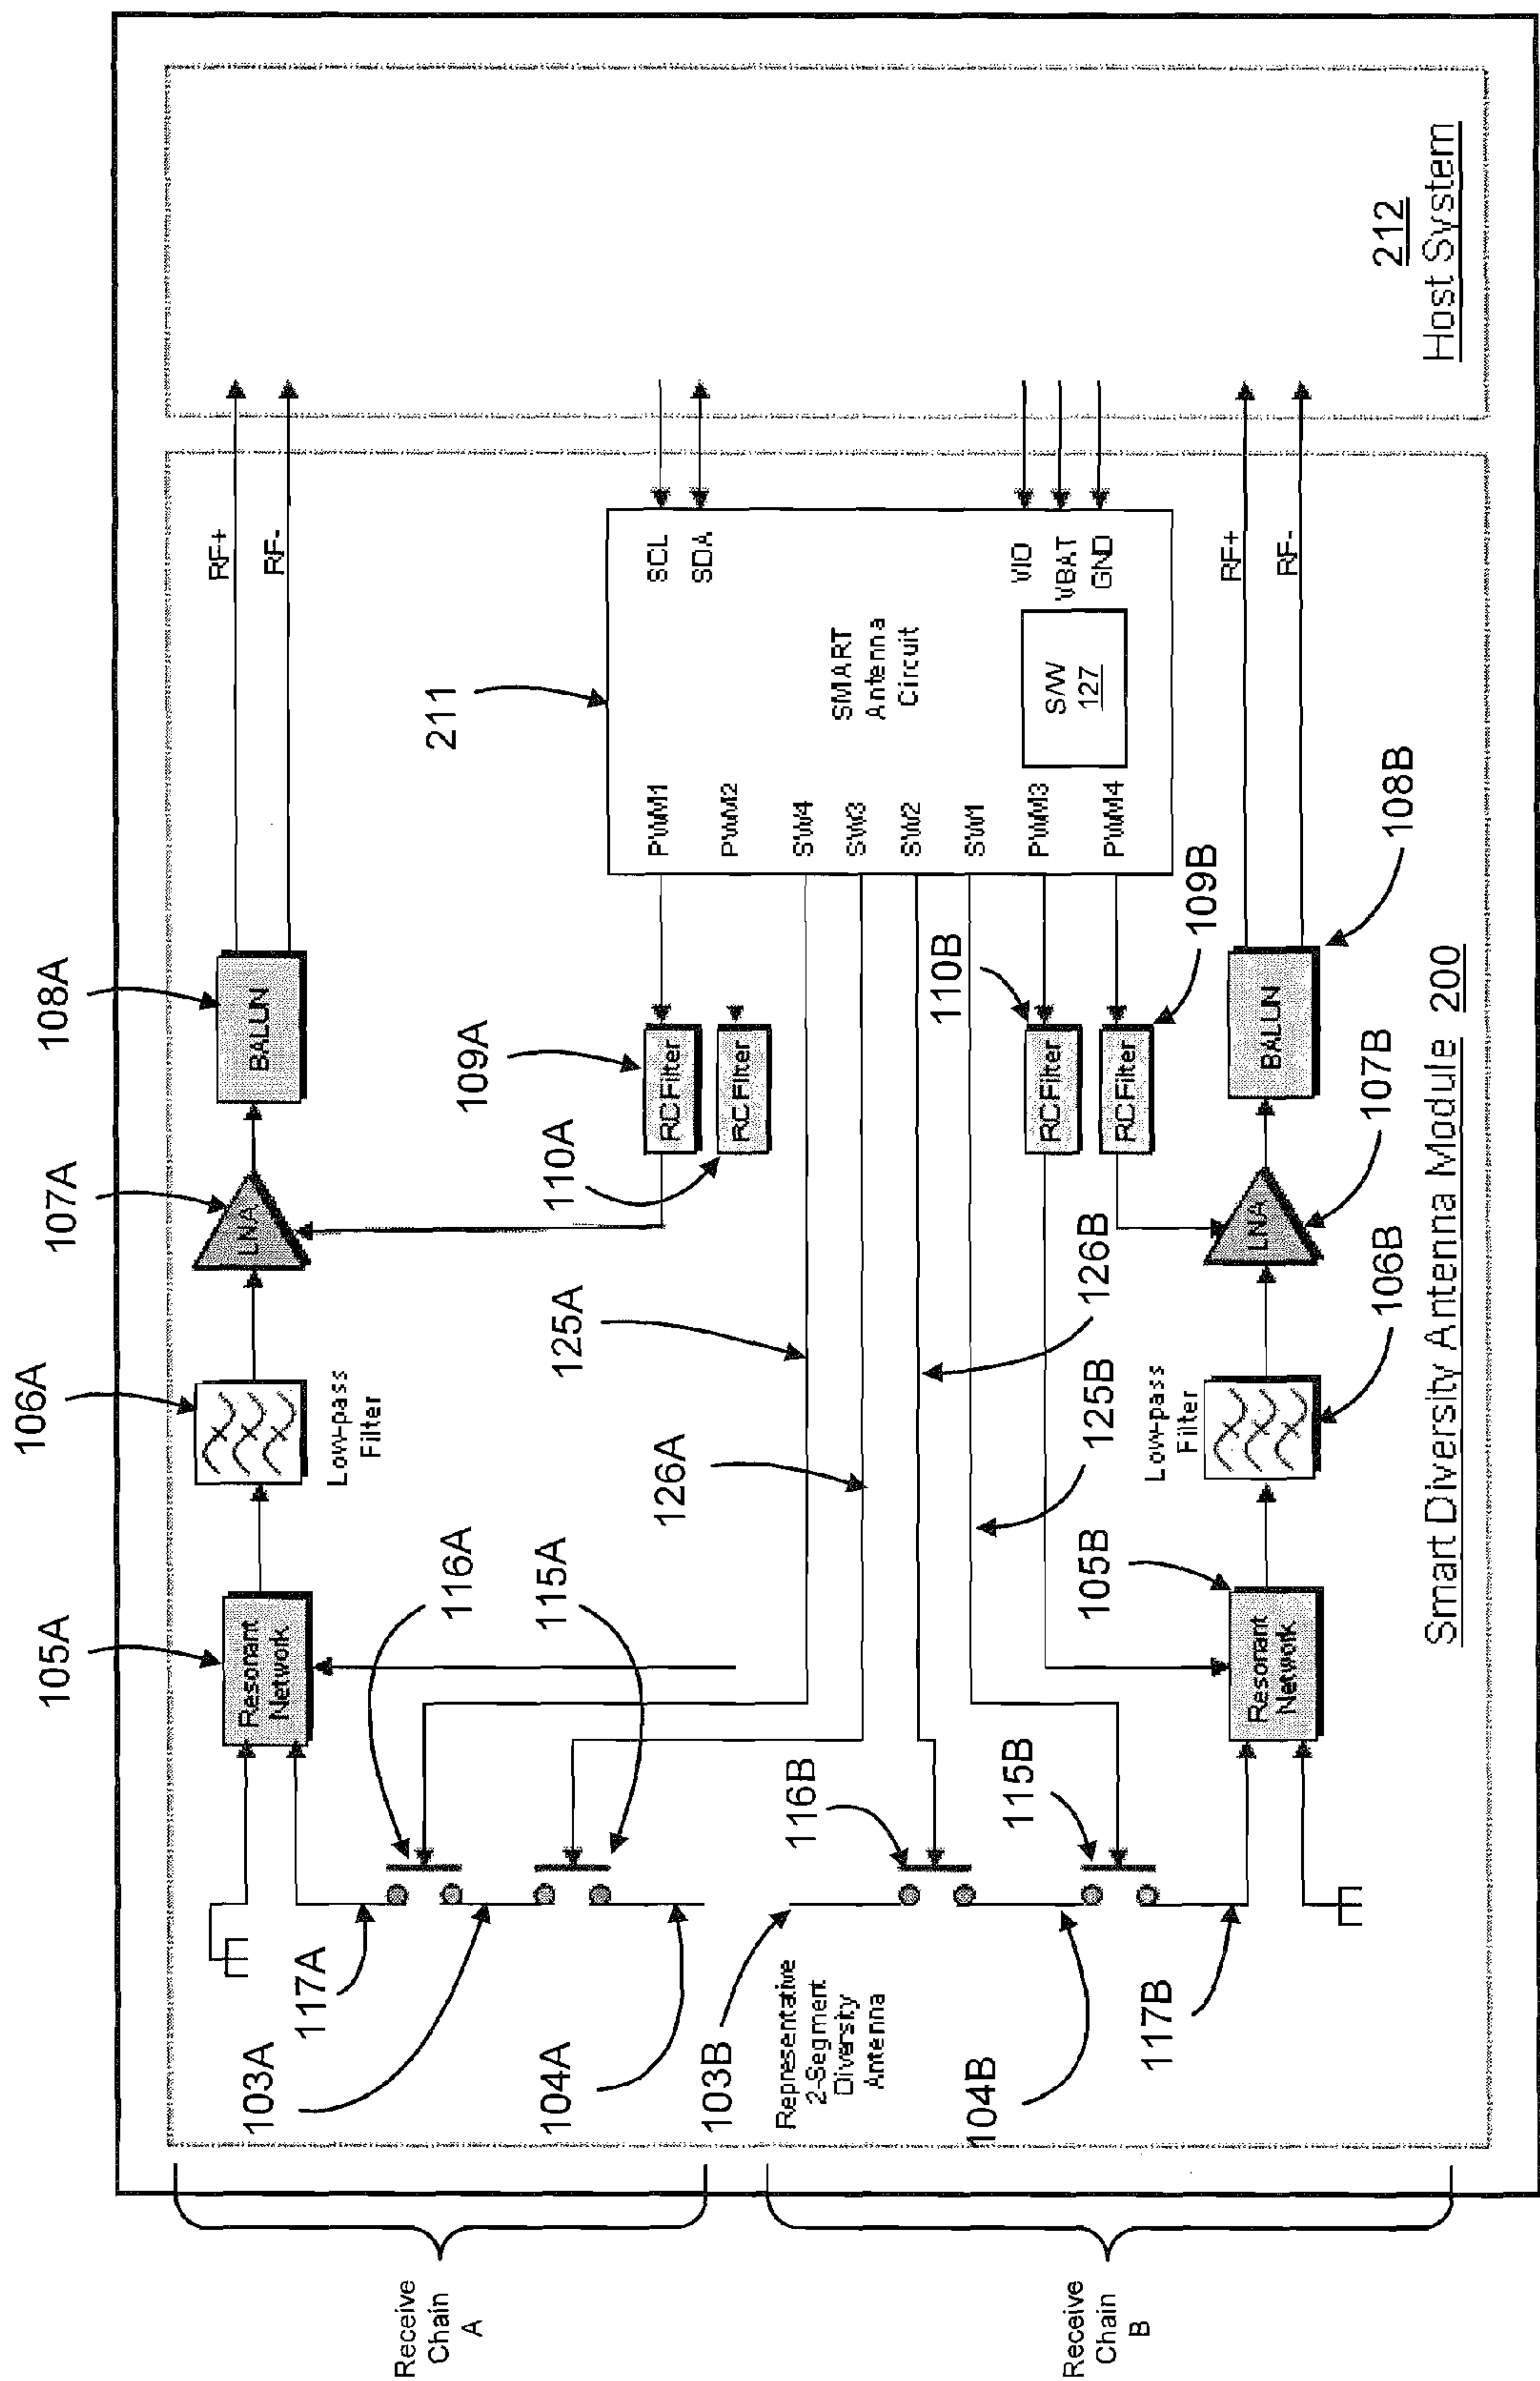 105A
106A
107A
108A
Resonant
Network
Low-pass
Filter
LNA
BALUN
RF+
RF-
117A
116A
103A
115A
104A
125A
126A
109A
110A
RC Filter
RC Filter
211
PWM1
PWM2
SW4
SW3
SW2
SW1
PWM3
PWM4
SMART
Antenna
Circuit
S/W
127
SCL
SDA
VIO
VBAT
GND
103B
Representative
2-Segment
Diversity
Antenna
116B
104B
115B
117B
126B
125B
110B
109B
RC Filter
RC Filter
105B
Resonant
Network
Low-pass
Filter
106B
LNA
107B
BALUN
108B
RF+
RF-
Smart Diversity Antenna Module 200
212
Host System
Receive
Chain
A
Receive
Chain
B